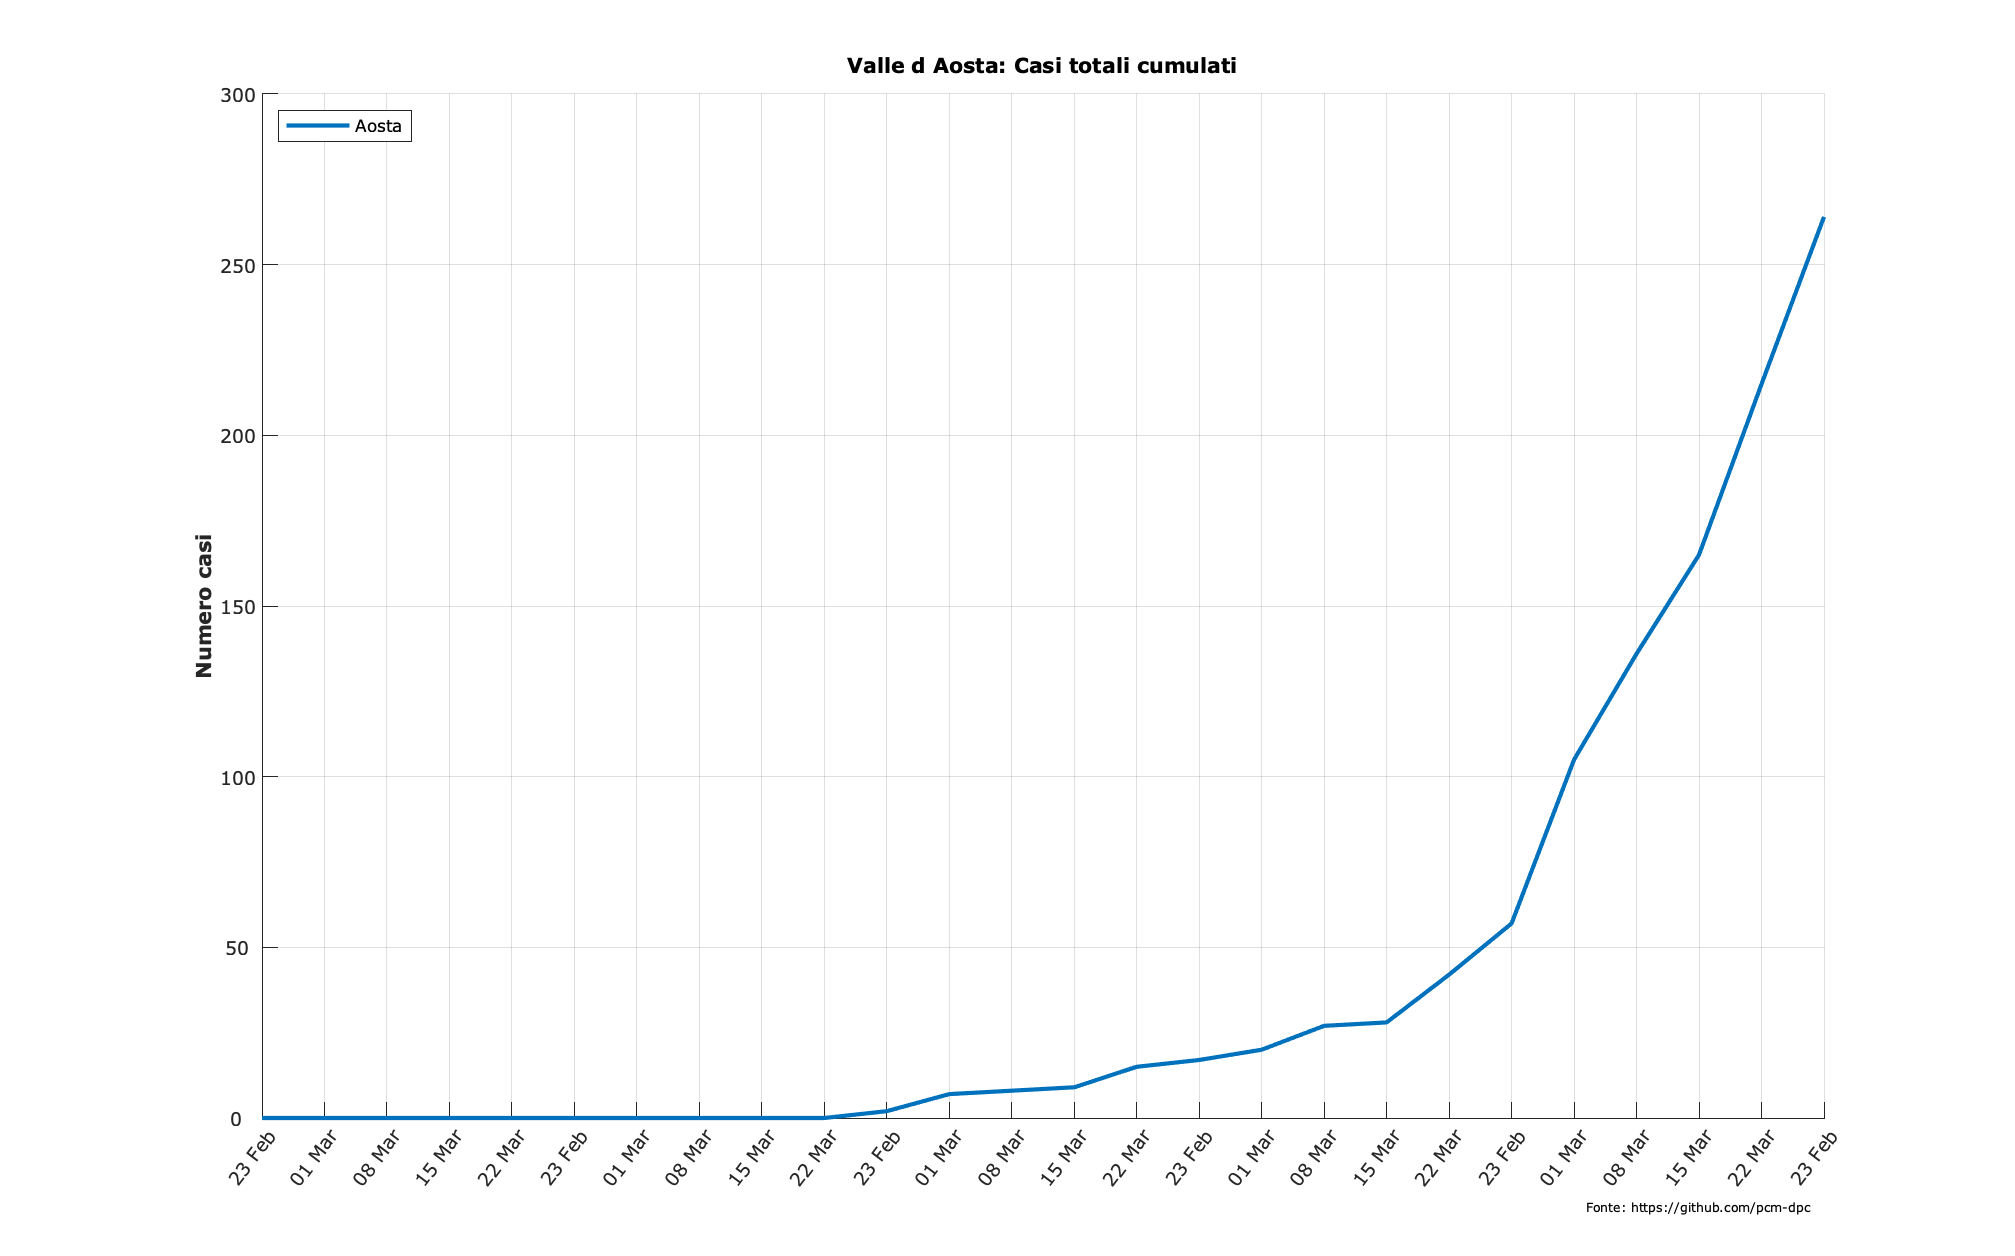 Valle d Aosta: Casi totali cumulati
300
250
200
150
100
50
0
Numero casi
Aosta
23 Feb
01 Mar
08 Mar
15 Mar
22 Mar
23 Feb
01 Mar
08 Mar
15 Mar
22 Mar
23 Feb
01 Mar
08 Mar
15 Mar
22 Mar
23 Feb
01 Mar
08 Mar
15 Mar
22 Mar
23 Feb
01 Mar
08 Mar
15 Mar
22 Mar
23 Feb
Fonte: https://github.com/pcm-dpc